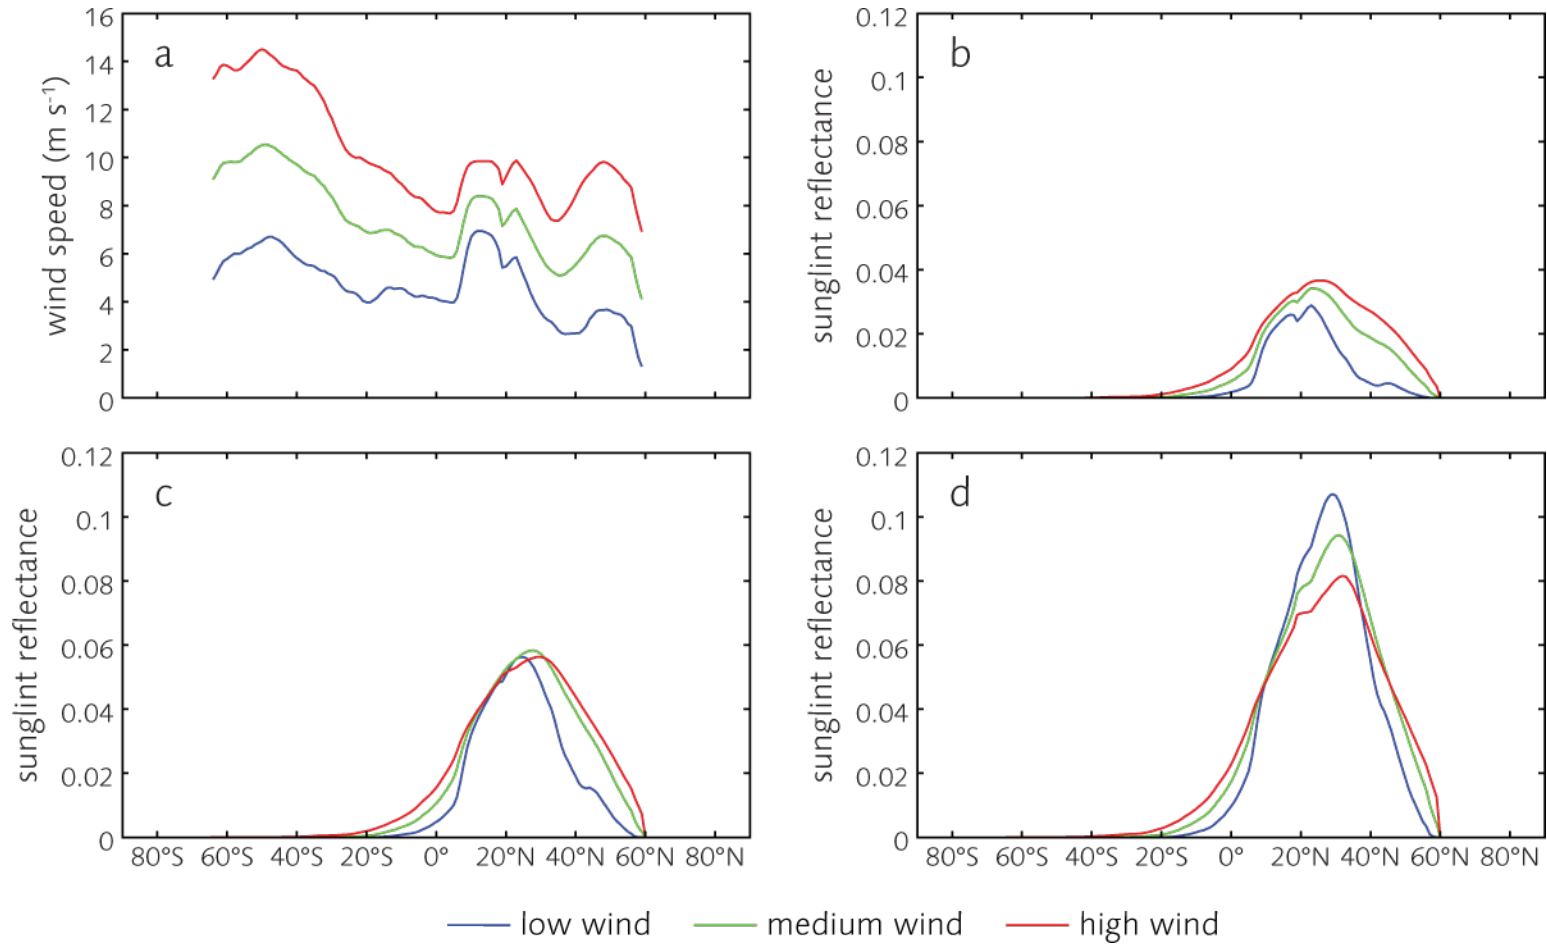 a
wind speed (m s⁻¹)
16
14
12
10
8
6
4
2
0
b
sunglint reflectance
0.12
0.1
0.08
0.06
0.04
0.02
0
c
sunglint reflectance
0.12
0.1
0.08
0.06
0.04
0.02
0
80°S 60°S 40°S 20°S 0° 20°N 40°N 60°N 80°N
d
sunglint reflectance
0.12
0.1
0.08
0.06
0.04
0.02
0
80°S 60°S 40°S 20°S 0° 20°N 40°N 60°N 80°N
low wind medium wind high wind